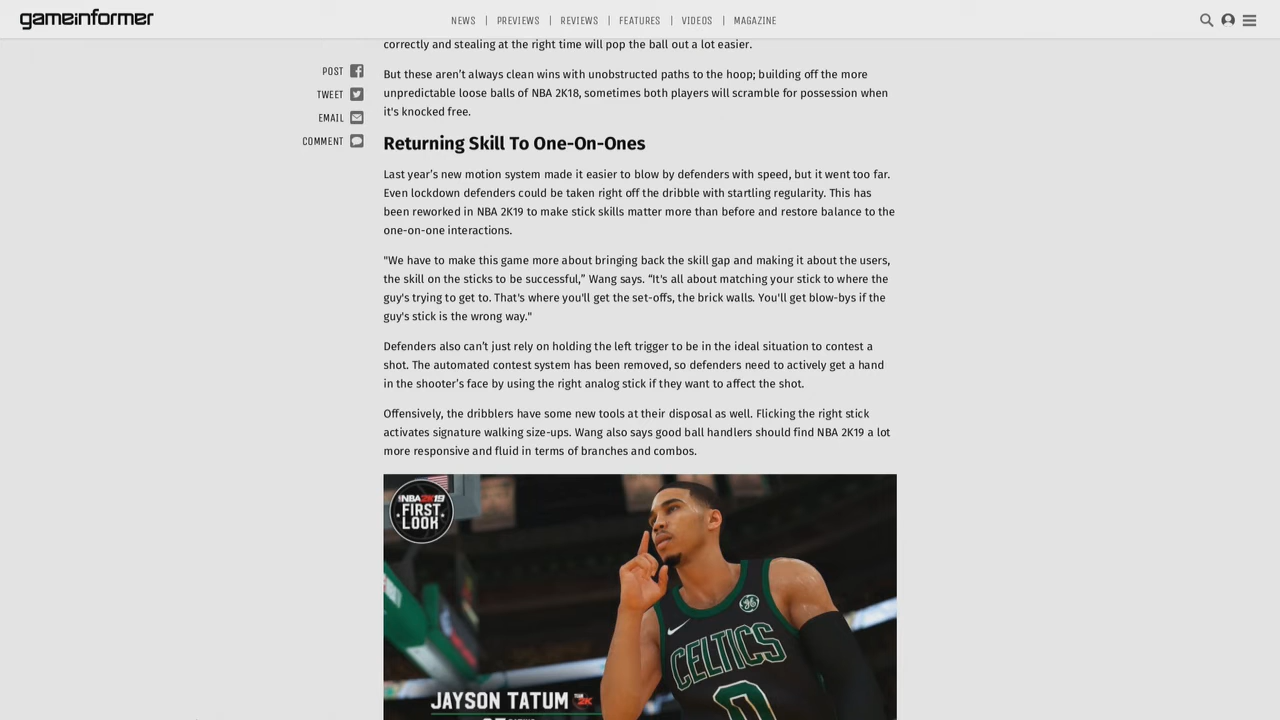 gameinformer
NEWS | PREVIEWS | REVIEWS | FEATURES | VIDEOS | MAGAZINE
correctly and stealing at the right time will pop the ball out a lot easier.
POST
TWEET
EMAIL
COMMENT
But these aren’t always clean wins with unobstructed paths to the hoop; building off the more
unpredictable loose balls of NBA 2K18, sometimes both players will scramble for possession when
it's knocked free.
Returning Skill To One-On-Ones
Last year’s new motion system made it easier to blow by defenders with speed, but it went too far.
Even lockdown defenders could be taken right off the dribble with startling regularity. This has
been reworked in NBA 2K19 to make stick skills matter more than before and restore balance to the
one-on-one interactions.
"We have to make this game more about bringing back the skill gap and making it about the users,
the skill on the sticks to be successful,” Wang says. “It's all about matching your stick to where the
guy's trying to get to. That's where you'll get the set-offs, the brick walls. You'll get blow-bys if the
guy's stick is the wrong way."
Defenders also can’t just rely on holding the left trigger to be in the ideal situation to contest a
shot. The automated contest system has been removed, so defenders need to actively get a hand
in the shooter’s face by using the right analog stick if they want to affect the shot.
Offensively, the dribblers have some new tools at their disposal as well. Flicking the right stick
activates signature walking size-ups. Wang also says good ball handlers should find NBA 2K19 a lot
more responsive and fluid in terms of branches and combos.
NBA 2K19
FIRST
LOOK
CELTICS
0
JAYSON TATUM
2K